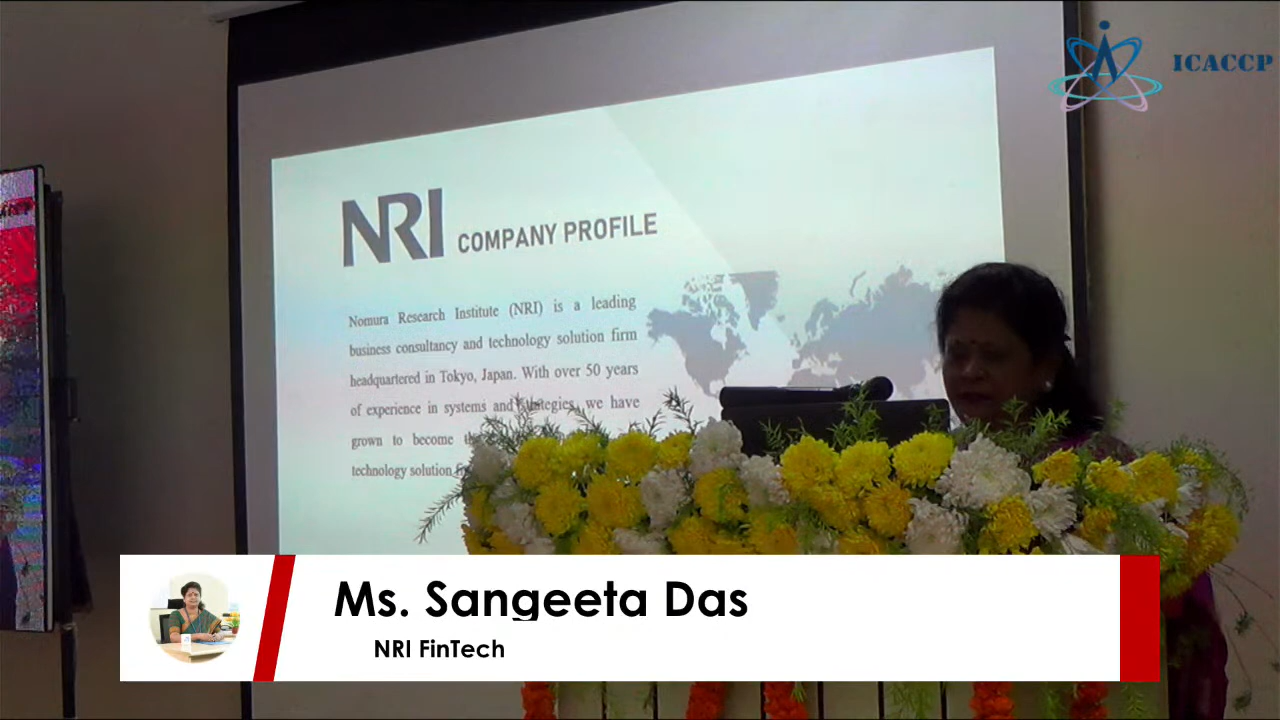 ICACCP
NRI COMPANY PROFILE
Nomura Research Institute (NRI) is a leading
business consultancy and technology solution firm
headquartered in Tokyo, Japan. With over 50 years
of experience in systems and strategies, we have
grown to become
technology solution
Ms. Sangeeta Das
NRI FinTech